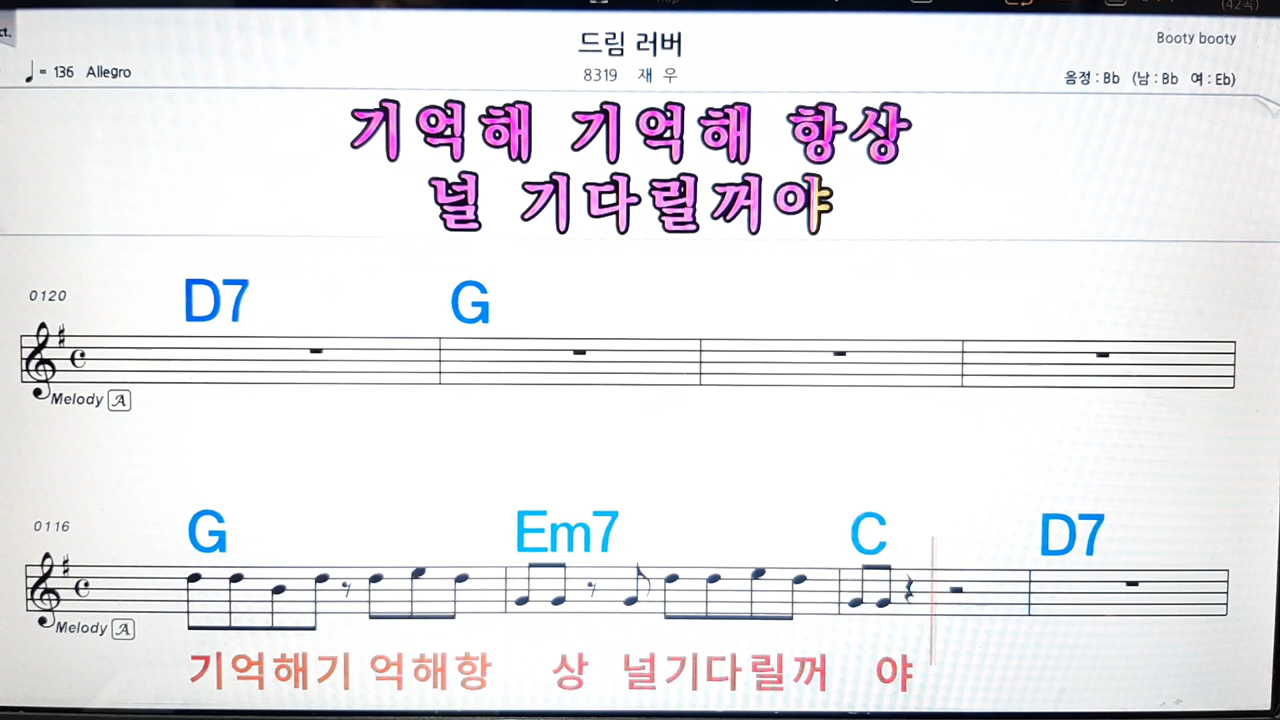 ct.
드림 러버
Booty booty
♩ = 136 Allegro
8319 재 우
음정 : Bb (남 : Bb 여 : Eb)
기억해 기억해 항상
널 기다릴꺼야
0120
D7 G
Melody A
0116
G Em7 C D7
Melody A
기억해기 억해항 상 널기다릴꺼 야